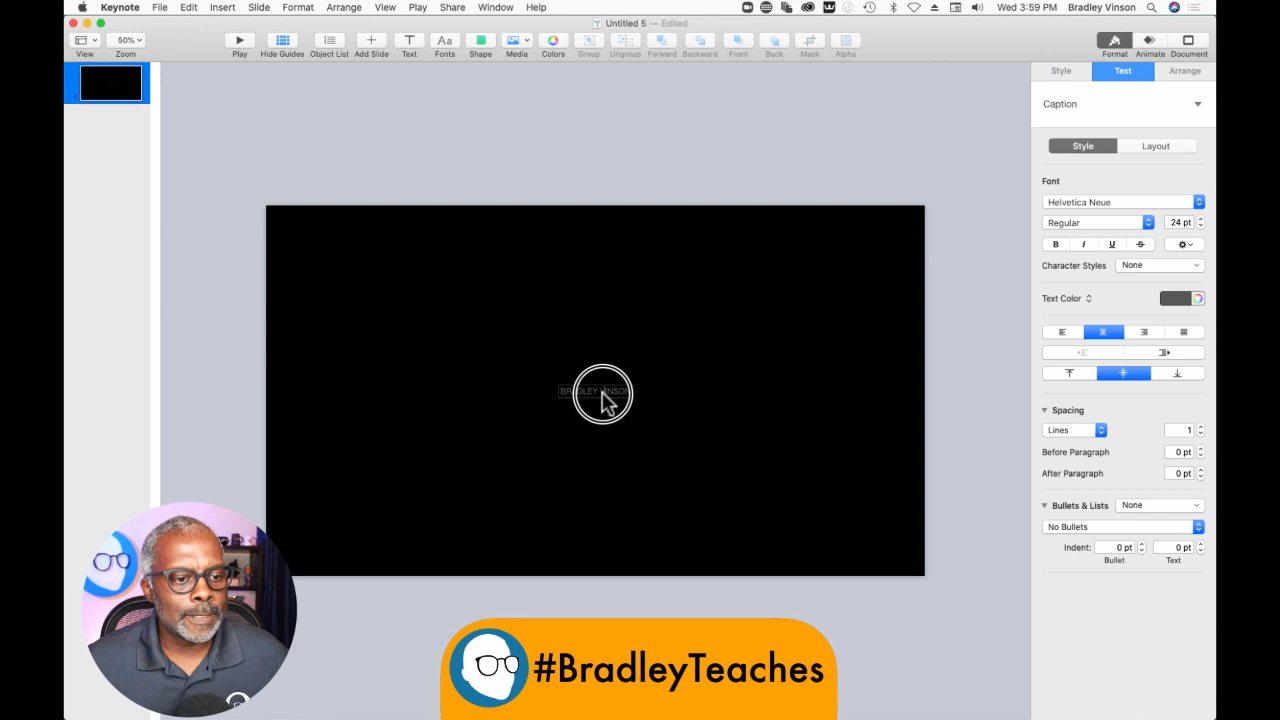 Keynote File Edit Insert Slide Format Arrange View Play Share Window Help
Wed 3:59 PM Bradley Vinson
Untitled 5 — Edited
50%
View Zoom Play Hide Guides Object List Add Slide Text Fonts Shape Media Colors Group Ungroup Forward Backward Front Back Mask Alpha Format Animate Document
Style Text Arrange
Caption
Style Layout
Font
Helvetica Neue
Regular 24 pt
B I U S
Character Styles None
Text Color
Spacing
Lines 1
Before Paragraph 0 pt
After Paragraph 0 pt
Bullets & Lists None
No Bullets
Indent: 0 pt 0 pt
Bullet Text
BRADLEY VINSON
#BradleyTeaches